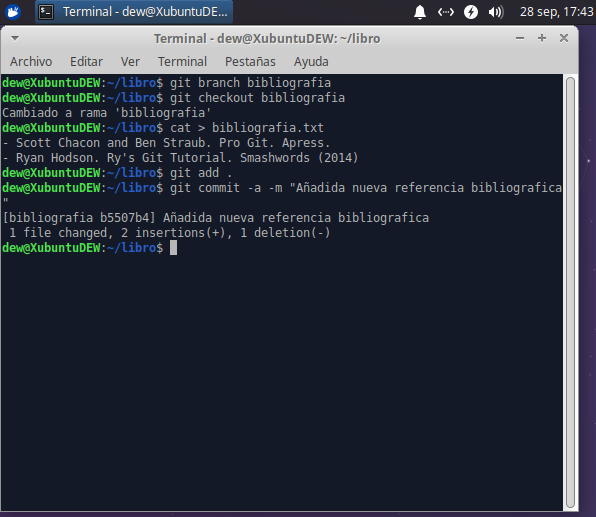 Terminal - dew@XubuntuDE...
28 sep, 17:43
Terminal - dew@XubuntuDEW: ~/libro
Archivo Editar Ver Terminal Pestañas Ayuda
dew@XubuntuDEW:~/libro$ git branch bibliografia
dew@XubuntuDEW:~/libro$ git checkout bibliografia
Cambiado a rama 'bibliografia'
dew@XubuntuDEW:~/libro$ cat > bibliografia.txt
- Scott Chacon and Ben Straub. Pro Git. Apress.
- Ryan Hodson. Ry's Git Tutorial. Smashwords (2014)
dew@XubuntuDEW:~/libro$ git add .
dew@XubuntuDEW:~/libro$ git commit -a -m "Añadida nueva referencia bibliografica
"
[bibliografia b5507b4] Añadida nueva referencia bibliografica
 1 file changed, 2 insertions(+), 1 deletion(-)
dew@XubuntuDEW:~/libro$